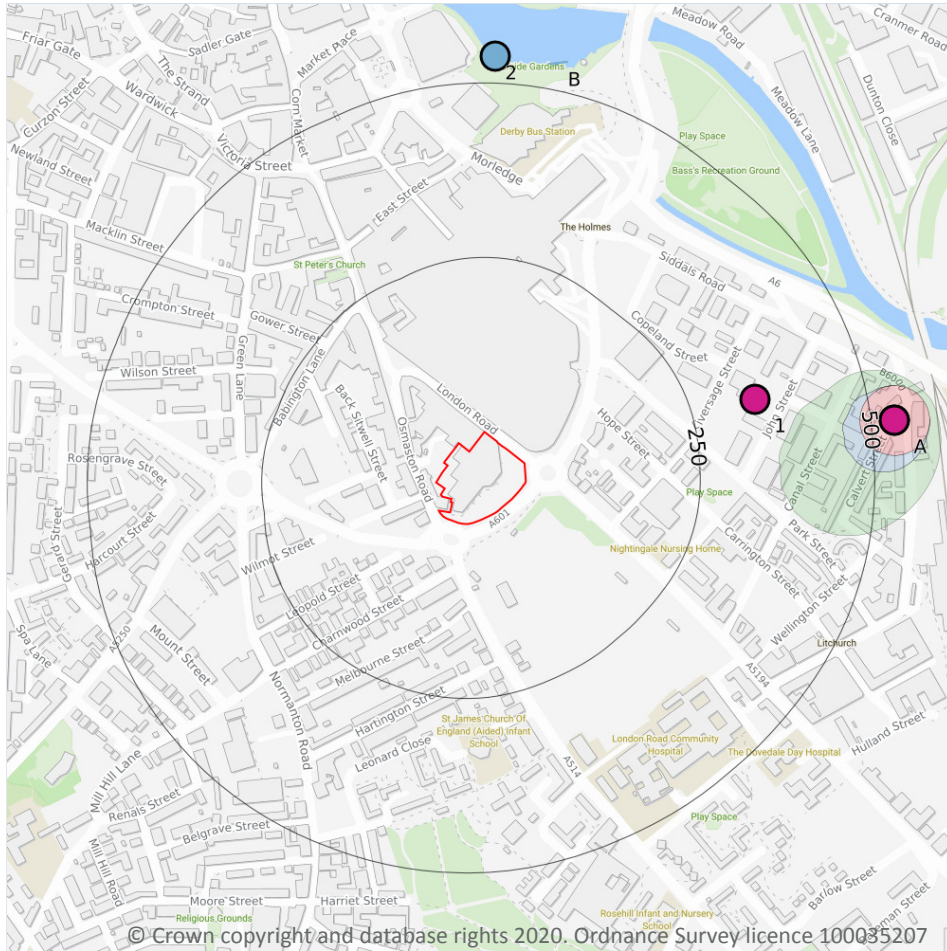 Friar Gate
Sadler Gate
Market Place
Meadow Road
Cranmer Road
Curzon Street
The Strand
Wardwick
Corn Market
2
B
Meadow Lane
Dunton Close
Newland Street
Victoria Street
Derby Bus Station
Play Space
Morledge
Bass's Recreation Ground
East Street
Macklin Street
The Holmes
St Peter's Church
Siddals Road
A6
Crompton Street
Gower Street
Copeland Street
Green Lane
Babington Lane
Wilson Street
John Street
1
Back Sitwell Street
Osmaston Road
London Road
Hope Street
250
500
A
Rosengrave Street
Canal Street
Calvert Street
Gerard Street
Harcourt Street
Play Space
A601
Wilmot Street
Nightingale Nursing Home
Carrington Street
Park Street
Leopold Street
Charnwood Street
Wellington Street
Spa Lane
A5250
Mount Street
Melbourne Street
Litchurch
A5194
Normanton Road
Hartington Street
St James Church Of
England (Aided) Infant
School
London Road Community
Hospital
The Dovedale Day Hospital
Hulland Street
Leonard Close
A514
Mill Hill Lane
Renals Street
Belgrave Street
Play Space
Mill Hill Road
Barlow Street
Moore Street
Harriet Street
Religious Grounds
Rosehill Infant and Nursery
School
© Crown copyright and database rights 2020. Ordnance Survey licence 100035207